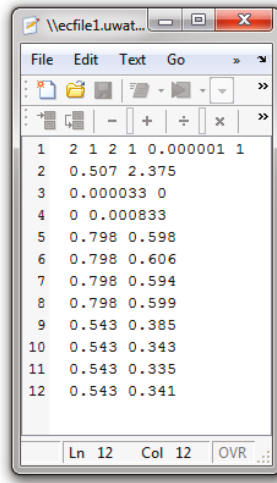 \\ecfile1.uwat...
File Edit Text Go »
»
»
1 2 1 2 1 0.000001 1
2 0.507 2.375
3 0.000033 0
4 0 0.000833
5 0.798 0.598
6 0.798 0.606
7 0.798 0.594
8 0.798 0.599
9 0.543 0.385
10 0.543 0.343
11 0.543 0.335
12 0.543 0.341
Ln 12 Col 12 OVR